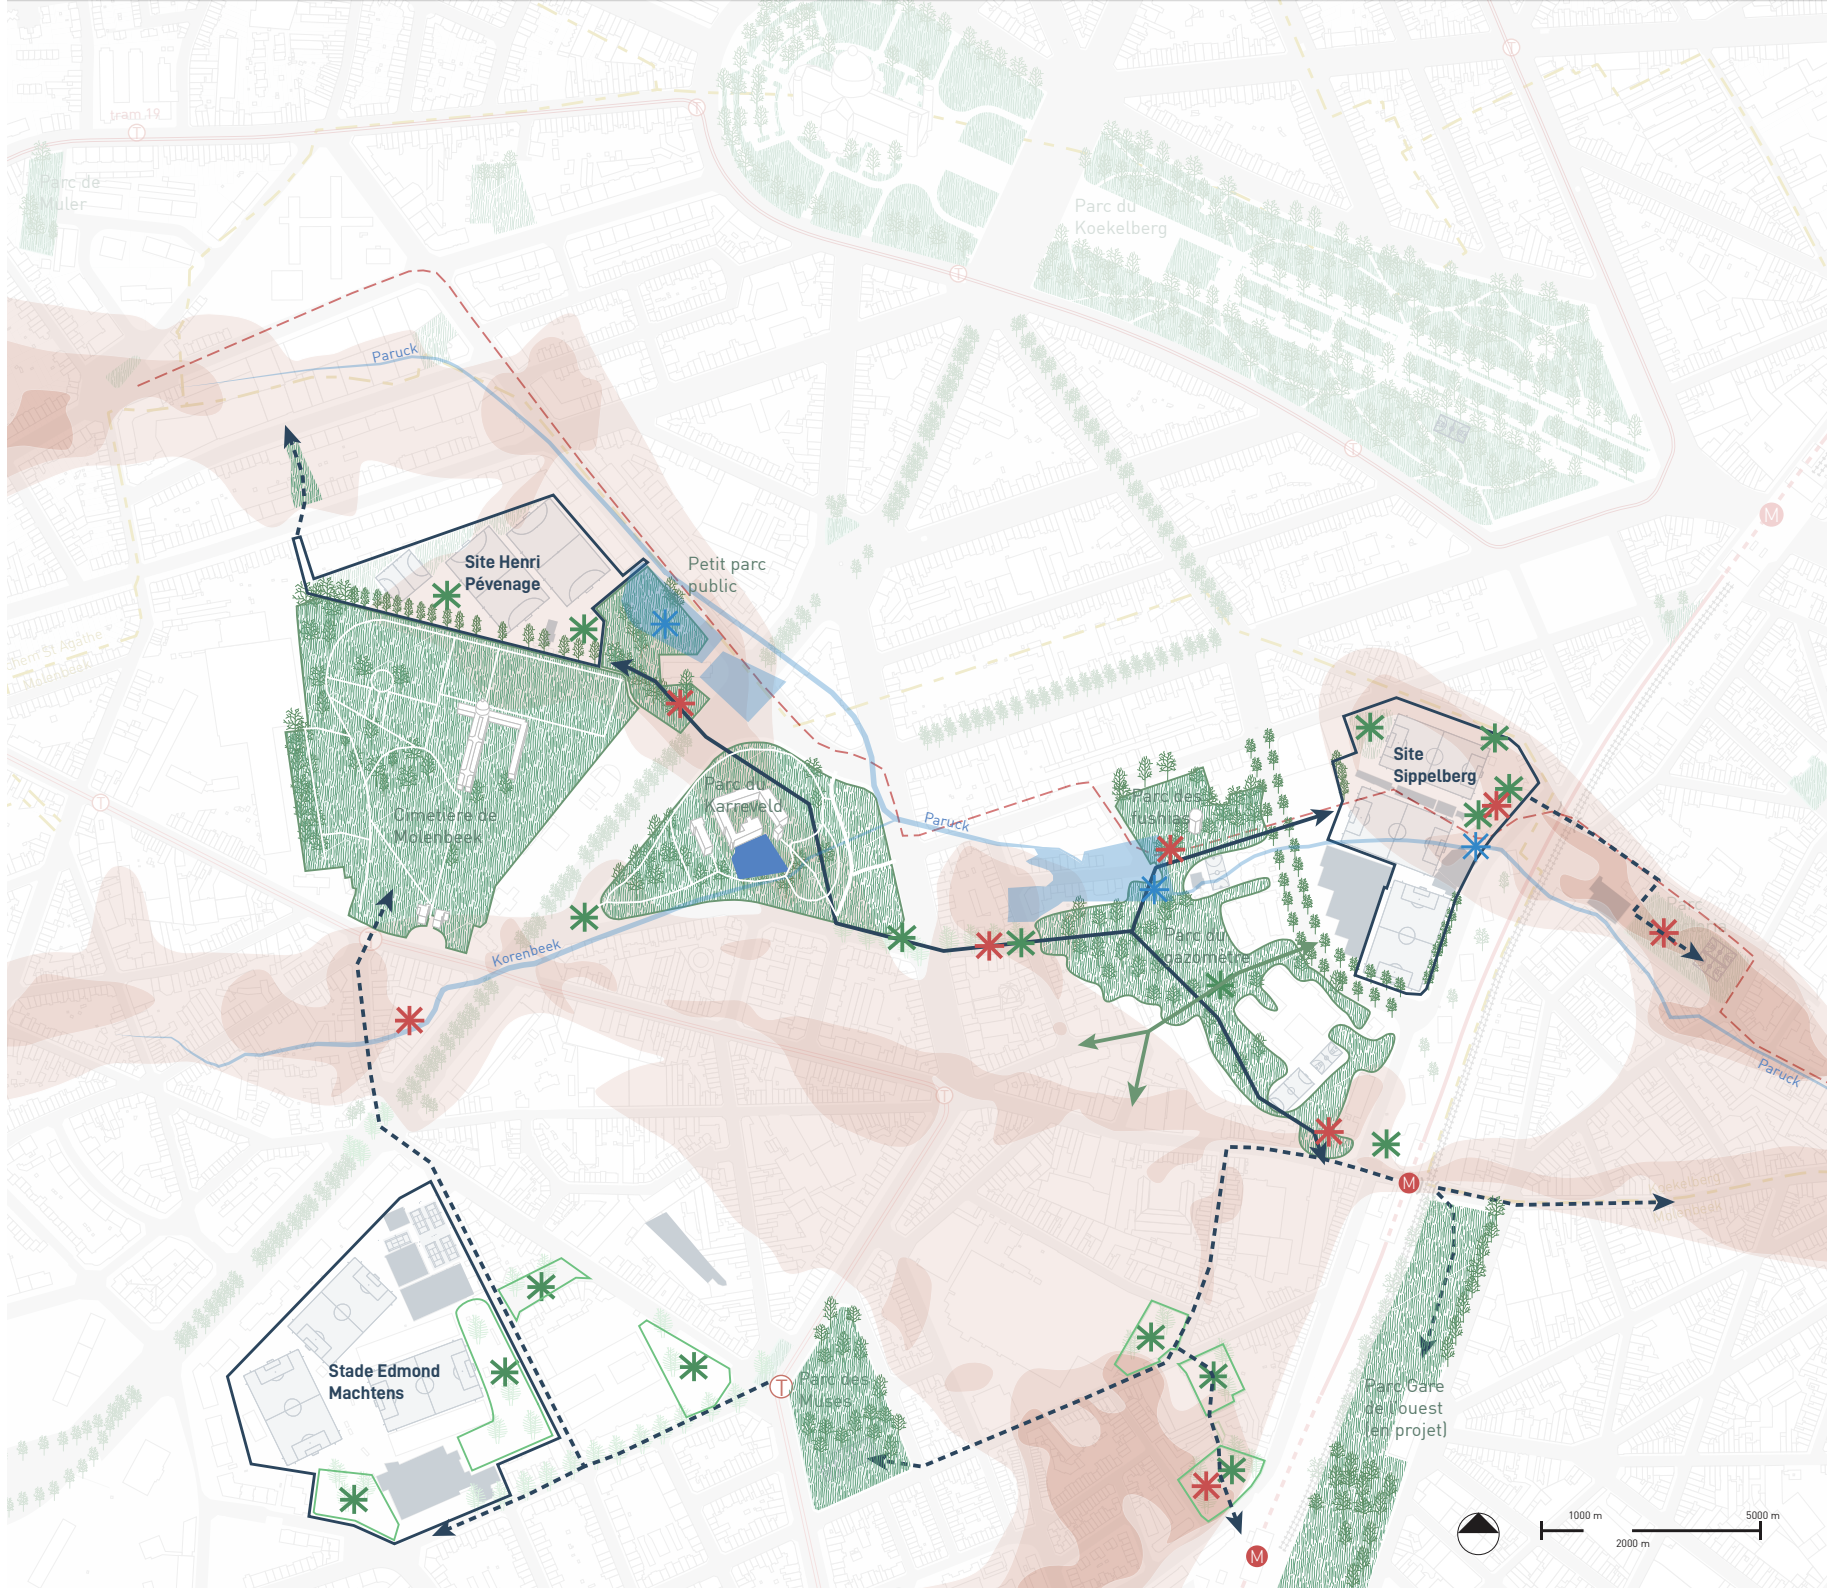 tram 19
T
T
T
Parc de
Muler
Parc du
Koekelberg
T
T
M
Paruck
Site Henri
Pévenage
Petit parc
public
Molenbeek
T
Cimetière de
Molenbeek
Parc du
Karreveld
Paruck
Parc des
fushias
Site
Sippelberg
Parc du
gazomètre
Korenbeek
Paruck
T
M
Stade Edmond
Machtens
T
Parc des
Muses
Parc Gare
de l'ouest
(en projet)
M
1000 m
5000 m
2000 m